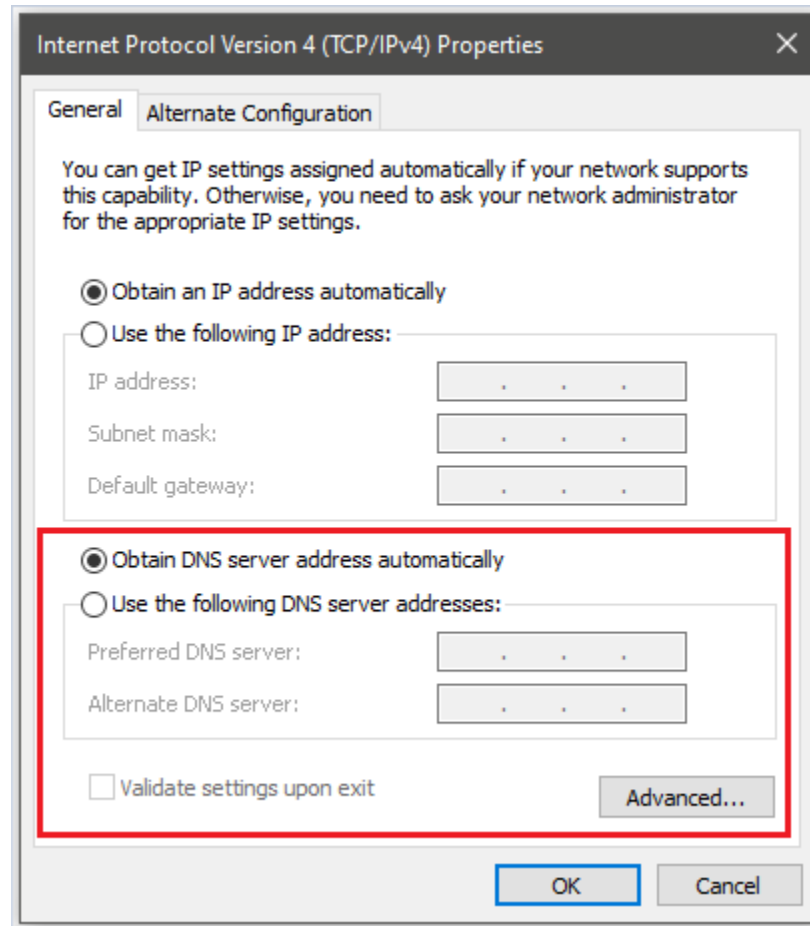 Internet Protocol Version 4 (TCP/IPv4) Properties
General
Alternate Configuration
You can get IP settings assigned automatically if your network supports
this capability. Otherwise, you need to ask your network administrator
for the appropriate IP settings.
Obtain an IP address automatically
Use the following IP address:
IP address:
Subnet mask:
Default gateway:
Obtain DNS server address automatically
Use the following DNS server addresses:
Preferred DNS server:
Alternate DNS server:
Validate settings upon exit
Advanced...
OK
Cancel